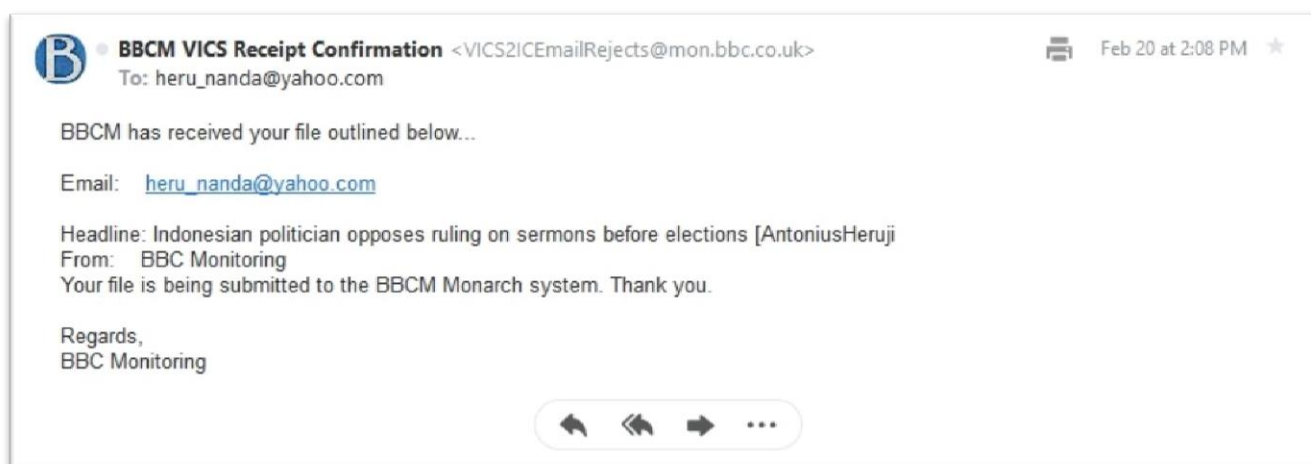 B
BBCM VICS Receipt Confirmation <VICS2ICEmailRejects@mon.bbc.co.uk> Feb 20 at 2:08 PM
To: heru_nanda@yahoo.com
BBCM has received your file outlined below...
Email: heru_nanda@yahoo.com
Headline: Indonesian politician opposes ruling on sermons before elections [AntoniusHeruji
From: BBC Monitoring
Your file is being submitted to the BBCM Monarch system. Thank you.
Regards,
BBC Monitoring